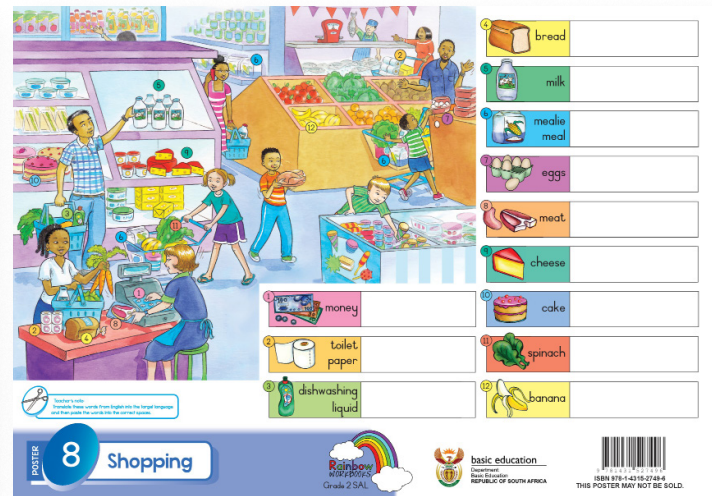 4
bread
5
milk
6
mealie
meal
7
eggs
8
meat
9
cheese
10
cake
11
spinach
12
banana
1
money
2
toilet
paper
3
dishwashing
liquid
Teacher's note
Translate these words from English into the target language
and then paste the words into the correct spaces.
POSTER
8
Shopping
Rainbow
WORKBOOKS
Grade 2 SAL
basic education
Department:
Basic Education
REPUBLIC OF SOUTH AFRICA
ISBN 978-1-4315-2749-6
THIS POSTER MAY NOT BE SOLD.